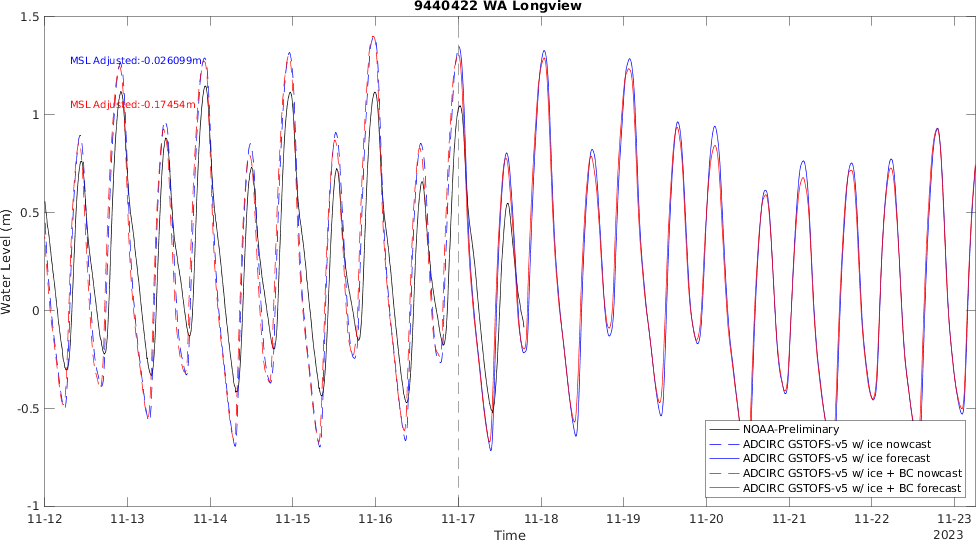 9440422 WA Longview
1.5
1
0.5
0
-0.5
-1
Water Level (m)
MSL Adjusted:-0.026099m
MSL Adjusted:-0.17454m
NOAA-Preliminary
ADCIRC GSTOFS-v5 w/ ice nowcast
ADCIRC GSTOFS-v5 w/ ice forecast
ADCIRC GSTOFS-v5 w/ ice + BC nowcast
ADCIRC GSTOFS-v5 w/ ice + BC forecast
11-12 11-13 11-14 11-15 11-16 11-17 11-18 11-19 11-20 11-21 11-22 11-23
2023
Time